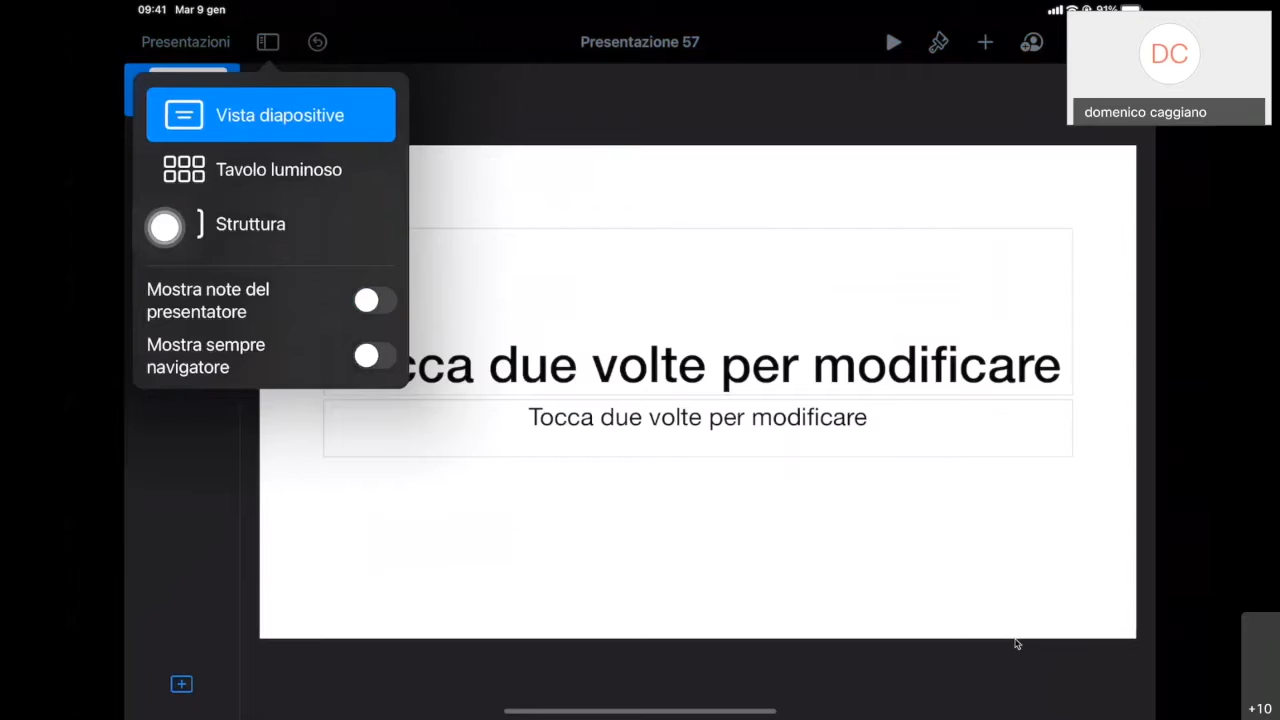 09:41 Mar 9 gen
91%
Presentazioni
Presentazione 57
DC
domenico caggiano
Vista diapositive
Tavolo luminoso
Struttura
Mostra note del
presentatore
Mostra sempre
navigatore
due volte per modificare
Tocca due volte per modificare
+10